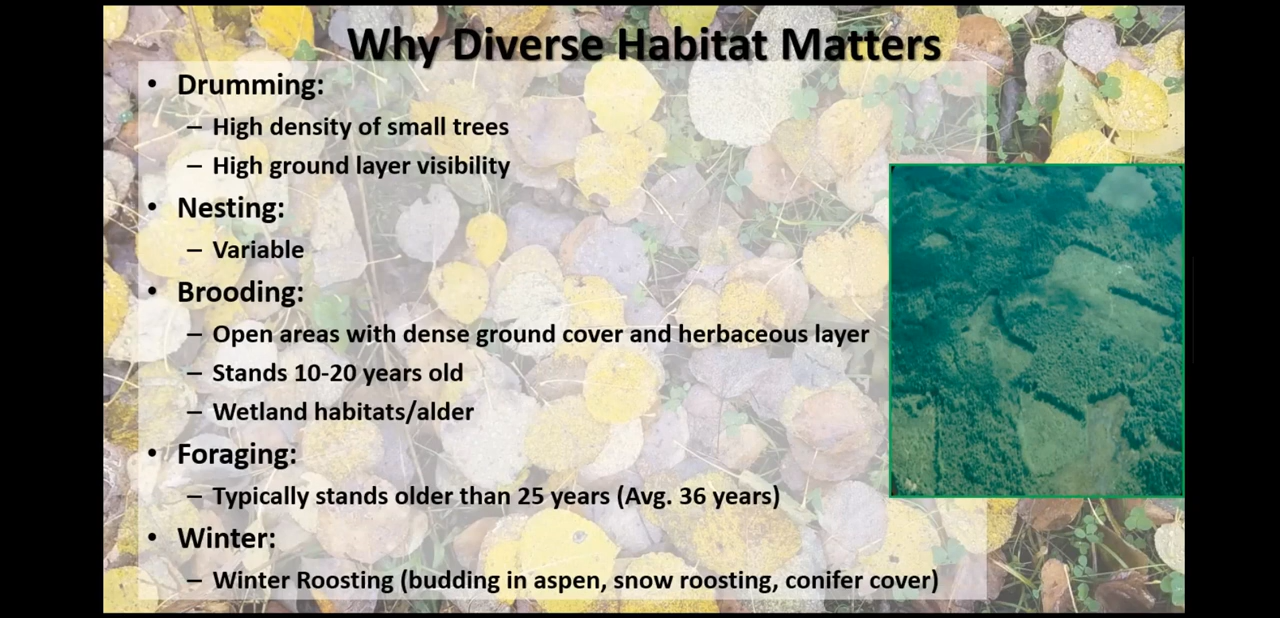 Why Diverse Habitat Matters
• Drumming:
– High density of small trees
– High ground layer visibility
• Nesting:
– Variable
• Brooding:
– Open areas with dense ground cover and herbaceous layer
– Stands 10-20 years old
– Wetland habitats/alder
• Foraging:
– Typically stands older than 25 years (Avg. 36 years)
• Winter:
– Winter Roosting (budding in aspen, snow roosting, conifer cover)